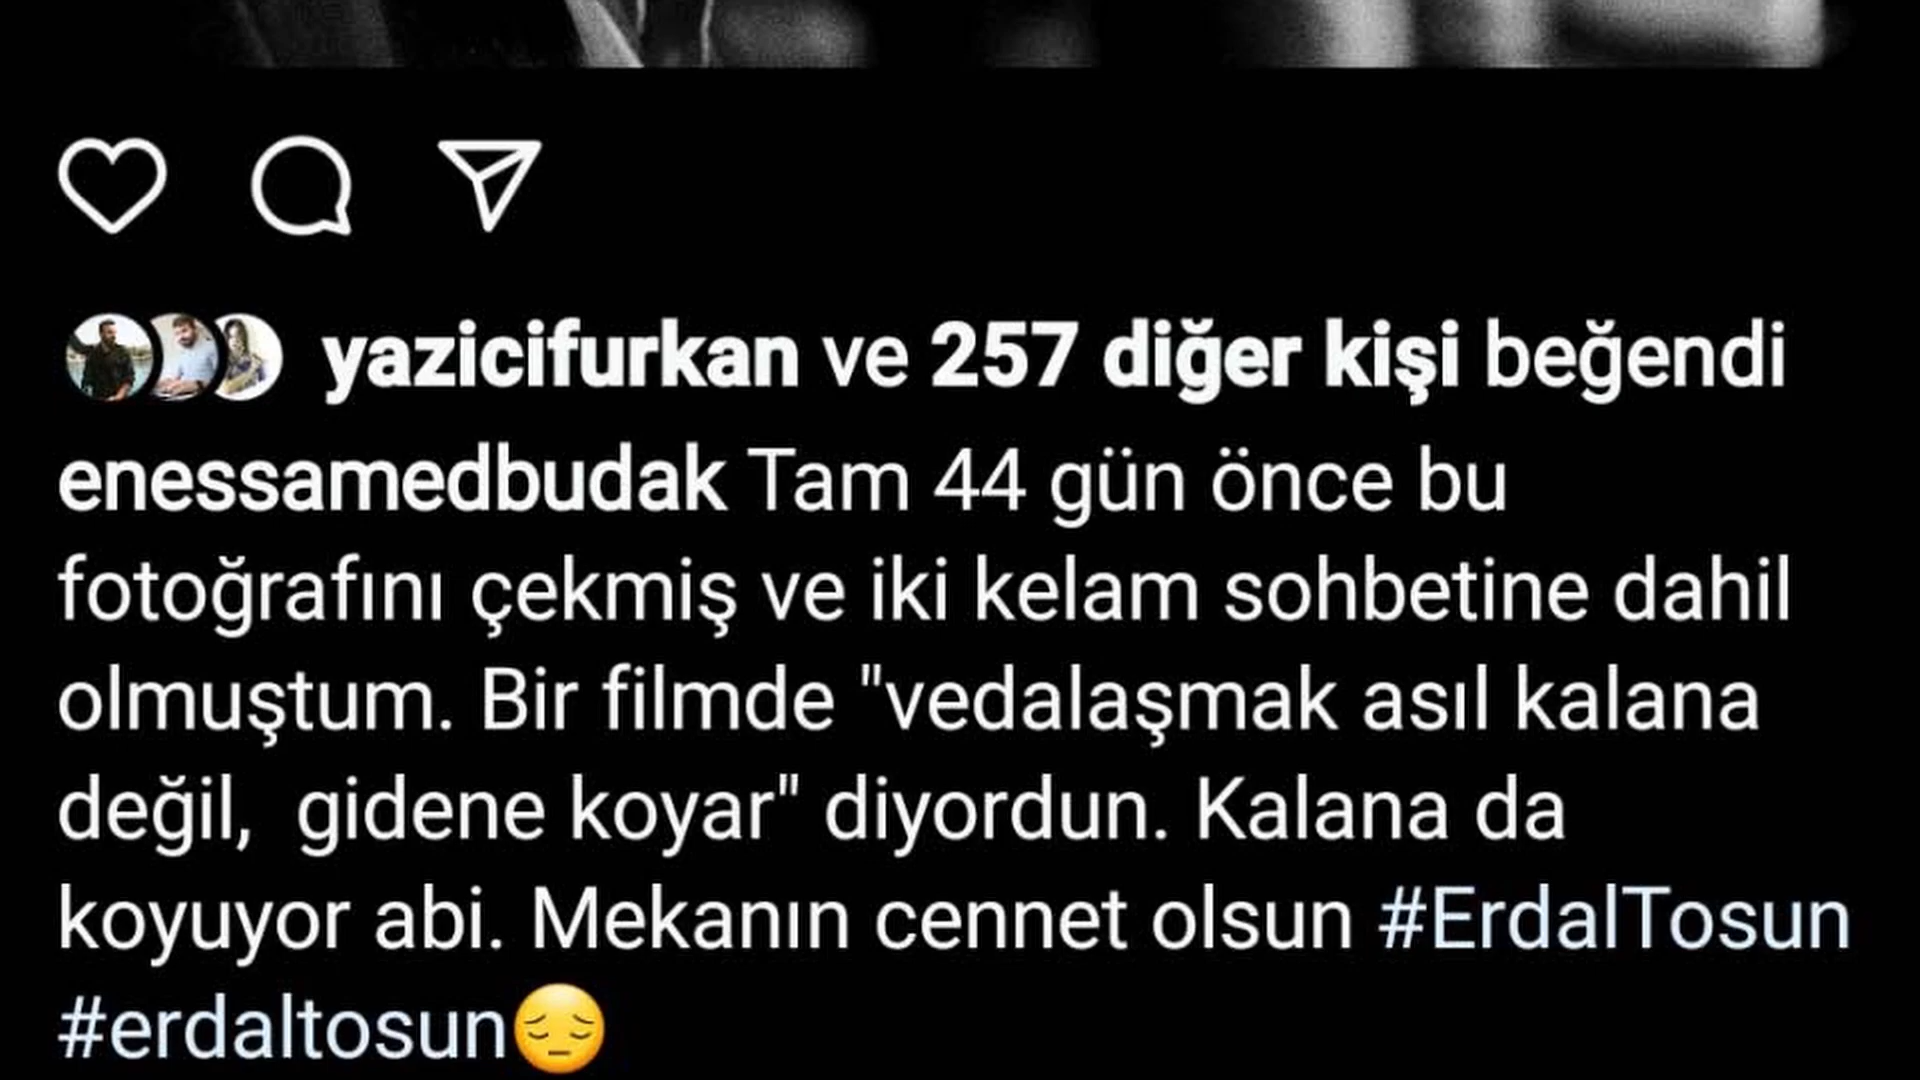 yazicifurkan ve 257 diğer kişi beğendi
enessamedbudak Tam 44 gün önce bu
fotoğrafını çekmiş ve iki kelam sohbetine dahil
olmuştum. Bir filmde "vedalaşmak asıl kalana
değil,  gidene koyar" diyordun. Kalana da
koyuyor abi. Mekanın cennet olsun #ErdalTosun
#erdaltosun😔